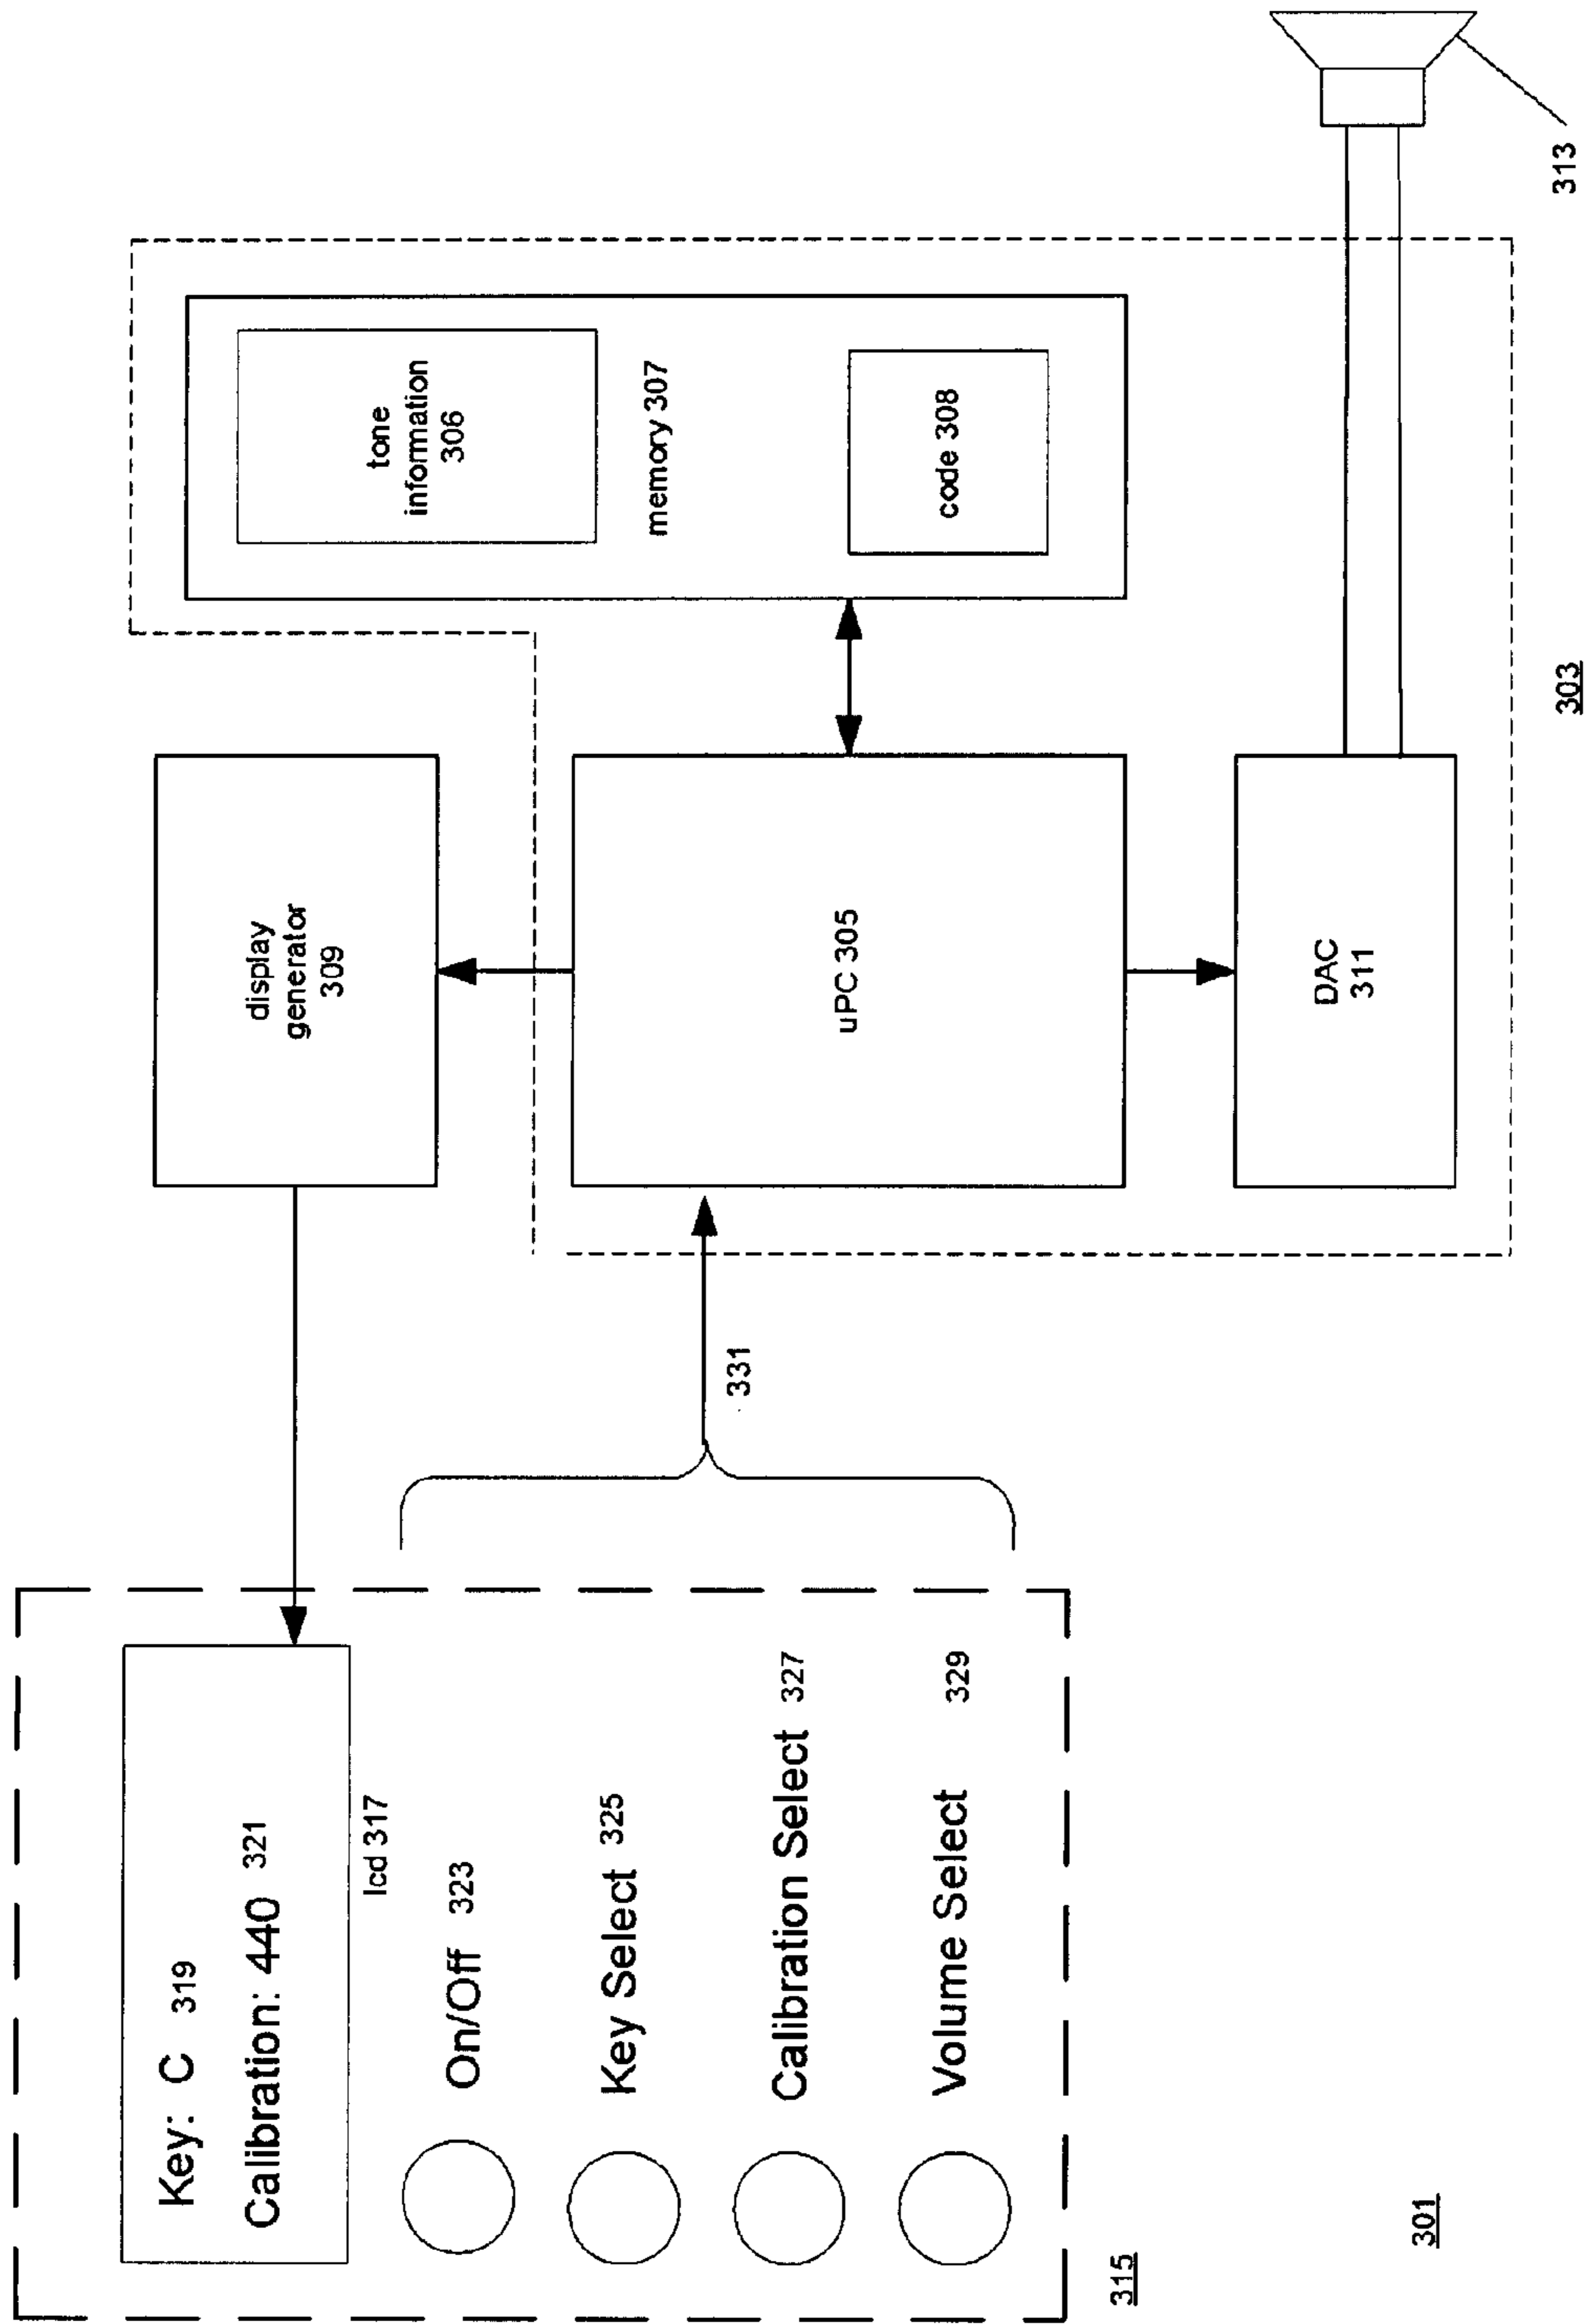 Key: C 319
Calibration: 440 321
lcd 317
On/Off 323
Key Select 325
Calibration Select 327
Volume Select 329
315
301
331
display
generator
309
uPC 305
DAC
311
tone
information
306
memory 307
code 308
303
313